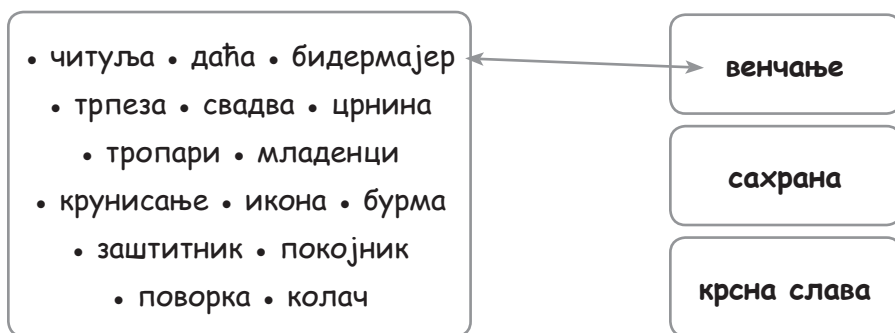 • читуља • даћа • бидермајер
• трпеза • свадва • црнина
• тропари • младенци
• крунисање • икона • бурма
• заштитник • покојник
• поворка • колач
венчање
сахрана
крсна слава